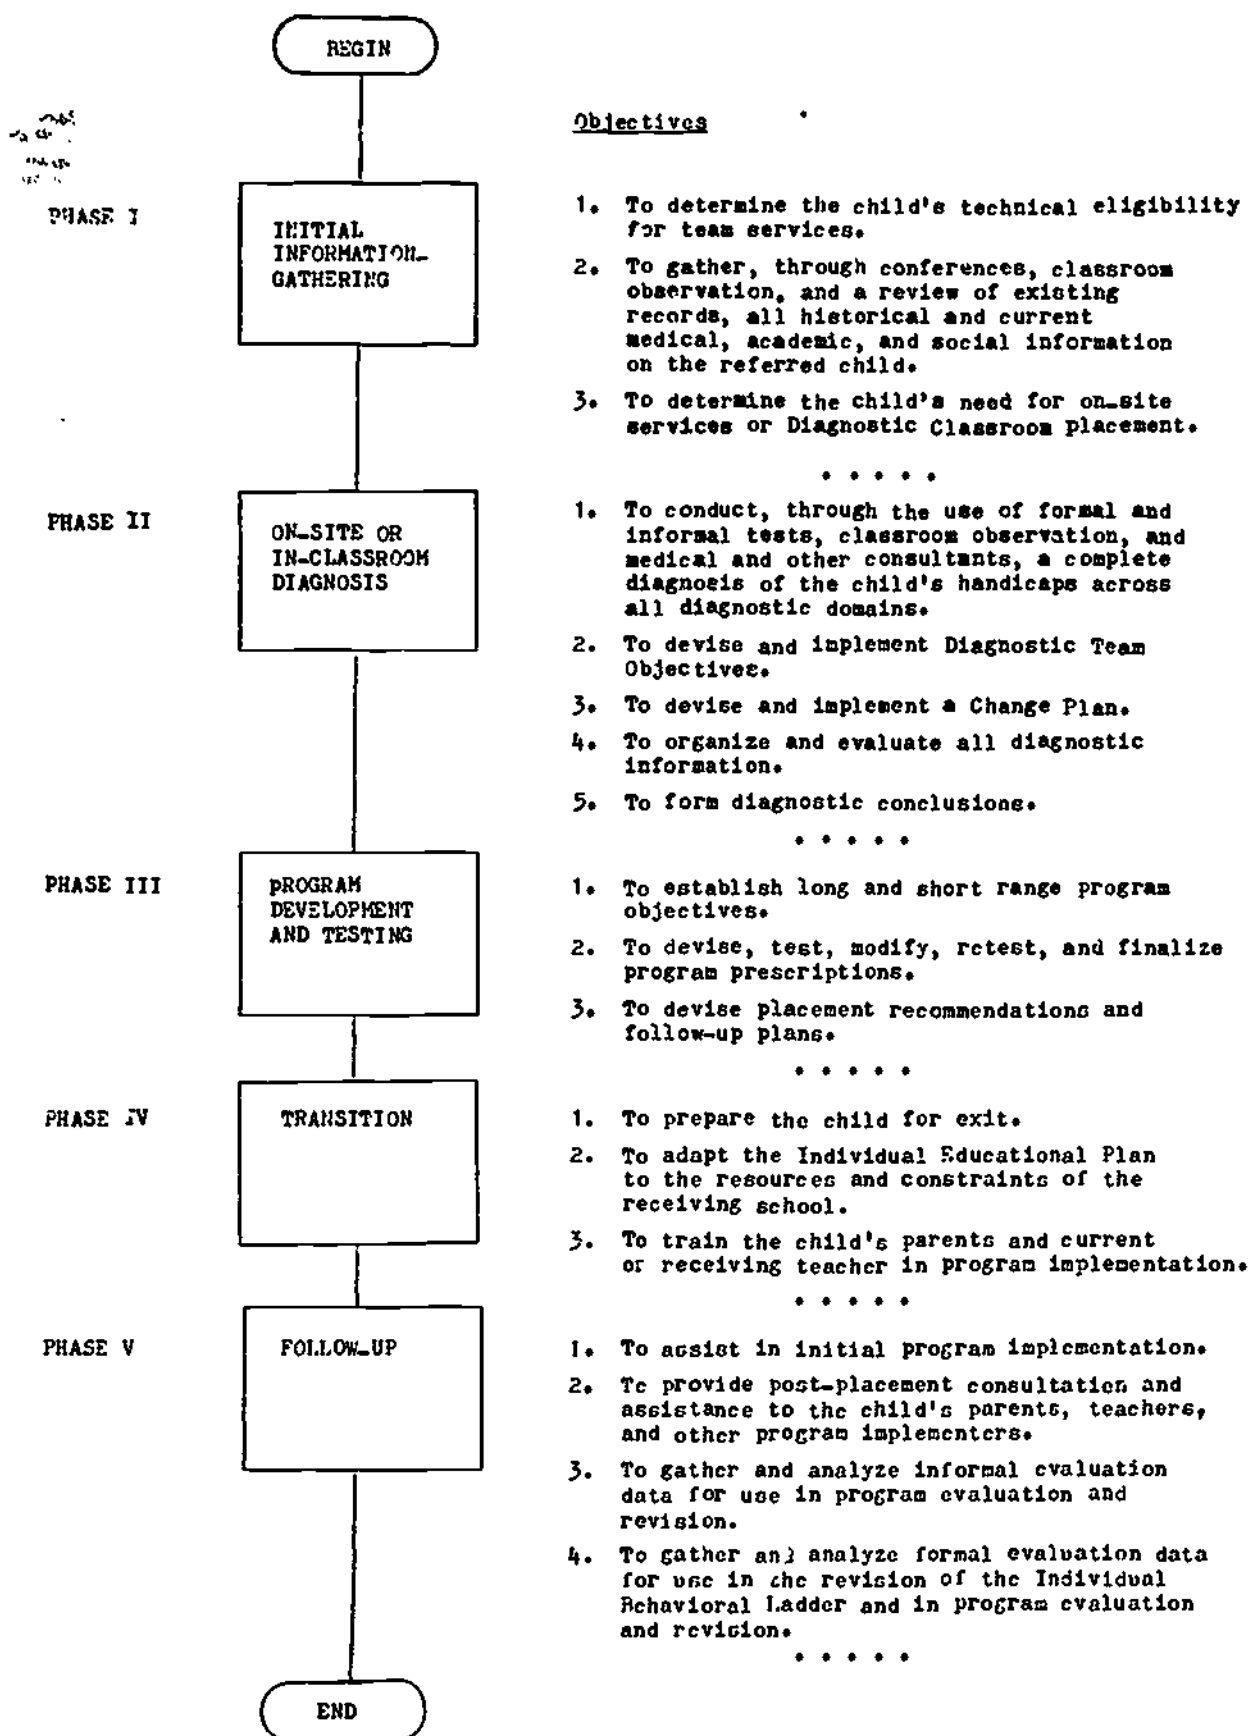 BEGIN
Objectives
PHASE I
INITIAL
INFORMATION-
GATHERING
1. To determine the child's technical eligibility
for team services.
2. To gather, through conferences, classroom
observation, and a review of existing
records, all historical and current
medical, academic, and social information
on the referred child.
3. To determine the child's need for on-site
services or Diagnostic Classroom placement.
* * * * *
PHASE II
ON-SITE OR
IN-CLASSROOM
DIAGNOSIS
1. To conduct, through the use of formal and
informal tests, classroom observation, and
medical and other consultants, a complete
diagnosis of the child's handicaps across
all diagnostic domains.
2. To devise and implement Diagnostic Team
Objectives.
3. To devise and implement a Change Plan.
4. To organize and evaluate all diagnostic
information.
5. To form diagnostic conclusions.
* * * * *
PHASE III
PROGRAM
DEVELOPMENT
AND TESTING
1. To establish long and short range program
objectives.
2. To devise, test, modify, retest, and finalize
program prescriptions.
3. To devise placement recommendations and
follow-up plans.
* * * * *
PHASE IV
TRANSITION
1. To prepare the child for exit.
2. To adapt the Individual Educational Plan
to the resources and constraints of the
receiving school.
3. To train the child's parents and current
or receiving teacher in program implementation.
* * * * *
PHASE V
FOLLOW-UP
1. To assist in initial program implementation.
2. To provide post-placement consultation and
assistance to the child's parents, teachers,
and other program implementers.
3. To gather and analyze informal evaluation
data for use in program evaluation and
revision.
4. To gather and analyze formal evaluation data
for use in the revision of the Individual
Behavioral Ladder and in program evaluation
and revision.
* * * * *
END